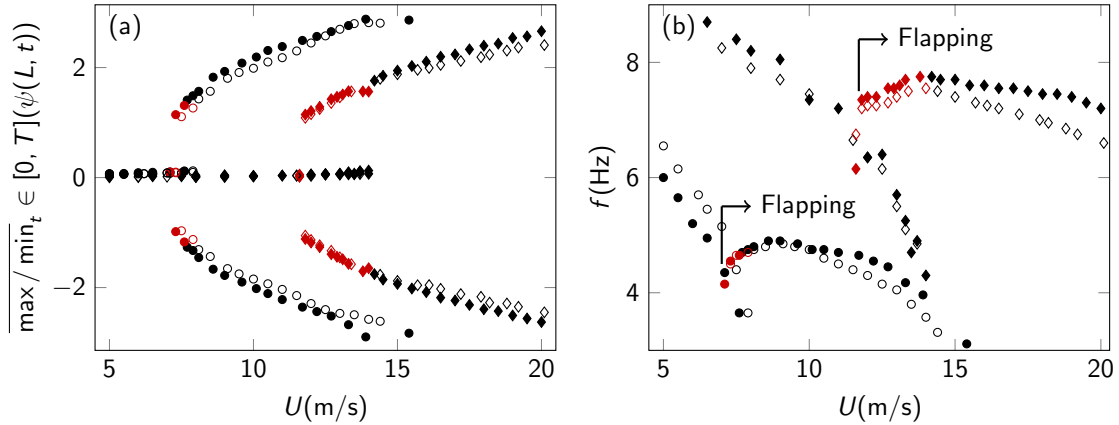 (a)
max / min_t ∈ [0, T](ψ(L, t))
2
0
−2
5
10
15
20
U(m/s)
(b)
Flapping
Flapping
f(Hz)
8
6
4
5
10
15
20
U(m/s)